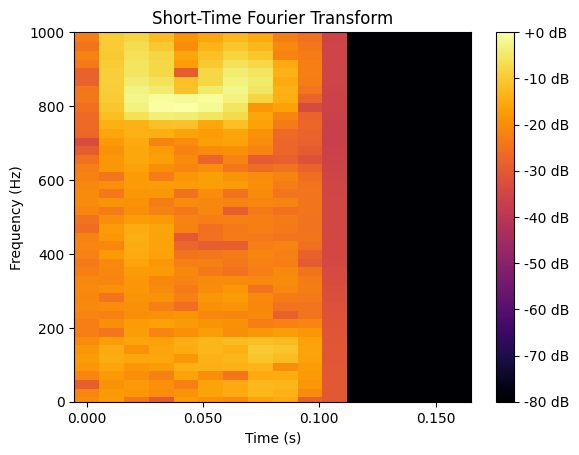 Short-Time Fourier Transform
1000
800
600
400
200
0
Frequency (Hz)
0.000
0.050
0.100
0.150
Time (s)
+0 dB
-10 dB
-20 dB
-30 dB
-40 dB
-50 dB
-60 dB
-70 dB
-80 dB